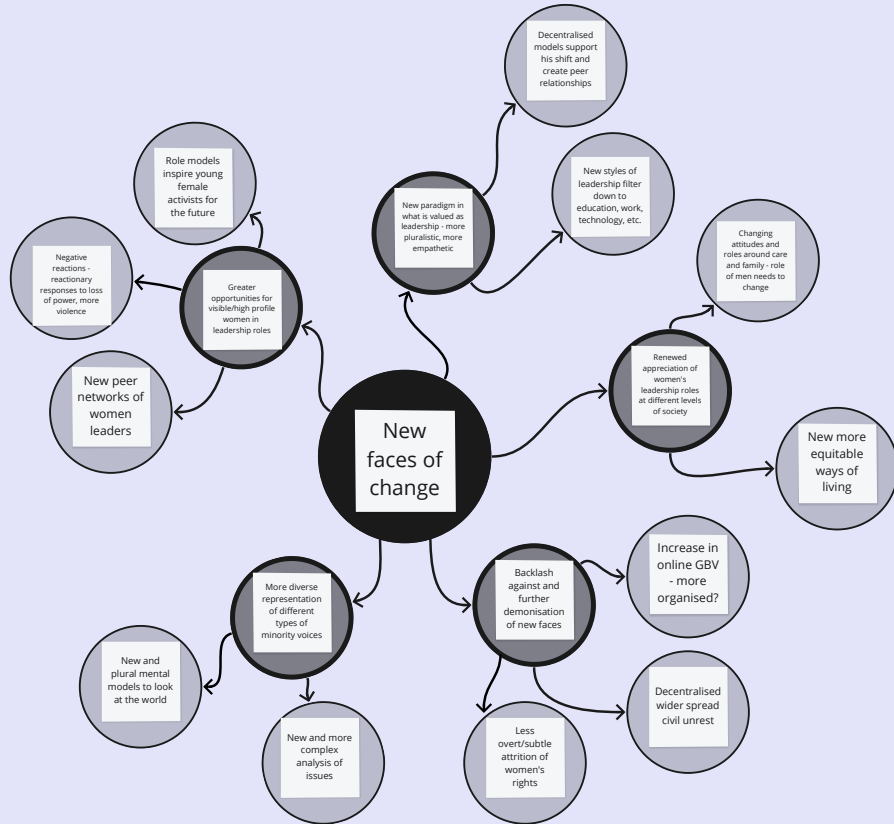 Decentralised
models support
his shift and
create peer
relationships
Role models
inspire young
female
activists for
the future
New paradigm in
what is valued as
leadership - more
pluralistic, more
empathetic
New styles of
leadership filter
down to
education, work,
technology, etc.
Changing
attitudes and
roles around care
and family - role
of men needs to
change
Negative
reactions -
reactionary
responses to loss
of power, more
violence
Greater
opportunities for
visible/high profile
women in
leadership roles
Renewed
appreciation of
women's
leadership roles
at different levels
of society
New peer
networks of
women
leaders
New
faces of
change
New more
equitable
ways of
living
More diverse
representation
of different
types of
minority voices
Backlash
against and
further
demonisation
of new faces
Increase in
online GBV
- more
organised?
New and
plural mental
models to look
at the world
New and more
complex
analysis of
issues
Less
overt/subtle
attrition of
women's
rights
Decentralised
wider spread
civil unrest